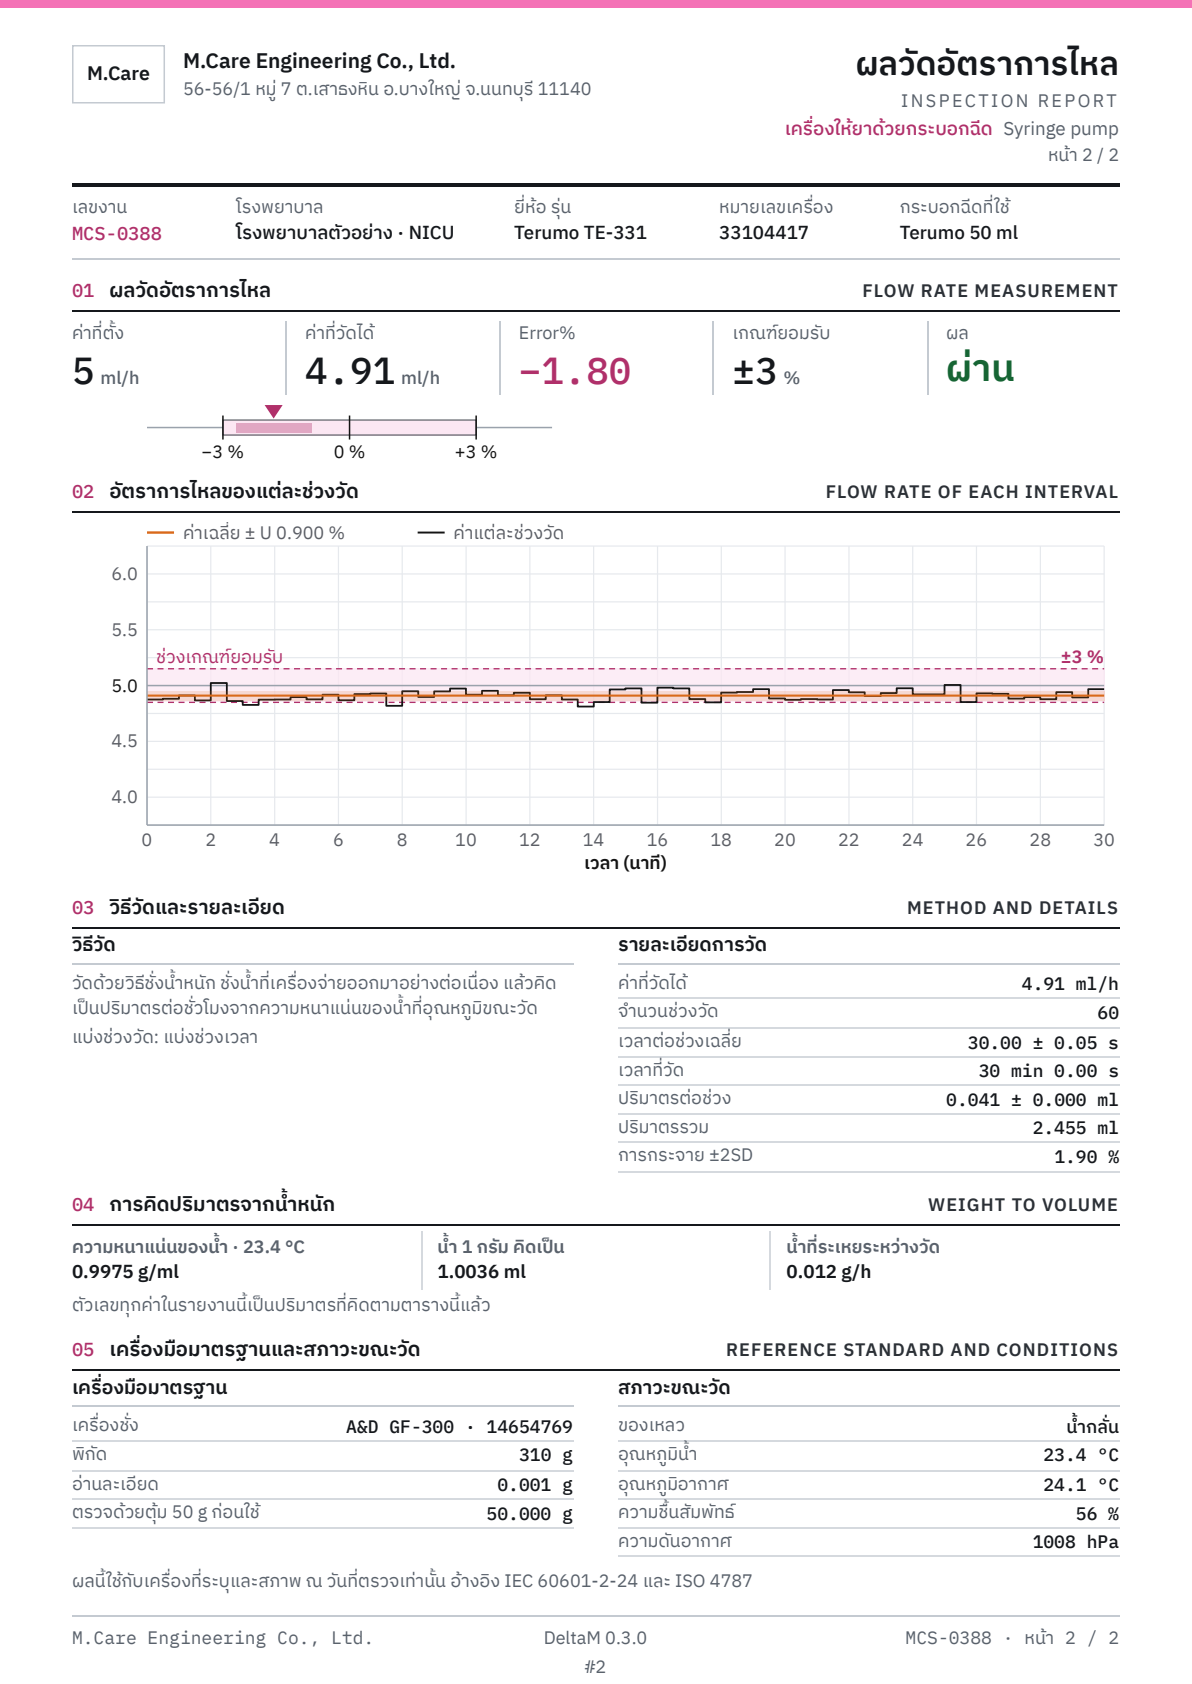 M.Care
M.Care Engineering Co., Ltd.
56-56/1 หมู่ 7 ต.เสาธงหิน อ.บางใหญ่ จ.นนทบุรี 11140
ผลวัดอัตราการไหล
INSPECTION REPORT
เครื่องให้ยาด้วยกระบอกฉีด Syringe pump
หน้า 2 / 2
เลขงาน โรงพยาบาล ยี่ห้อ รุ่น หมายเลขเครื่อง กระบอกฉีดที่ใช้
MCS-0388 โรงพยาบาลตัวอย่าง · NICU Terumo TE-331 33104417 Terumo 50 ml
01 ผลวัดอัตราการไหล FLOW RATE MEASUREMENT
ค่าที่ตั้ง ค่าที่วัดได้ Error% เกณฑ์ยอมรับ ผล
5 ml/h 4.91 ml/h −1.80 ±3 % ผ่าน
−3 % 0 % +3 %
02 อัตราการไหลของแต่ละช่วงวัด FLOW RATE OF EACH INTERVAL
ค่าเฉลี่ย ± U 0.900 % ค่าแต่ละช่วงวัด
6.0
5.5
ช่วงเกณฑ์ยอมรับ ±3 %
5.0
4.5
4.0
0 2 4 6 8 10 12 14 16 18 20 22 24 26 28 30
เวลา (นาที)
03 วิธีวัดและรายละเอียด METHOD AND DETAILS
วิธีวัด
วัดด้วยวิธีชั่งน้ำหนัก ชั่งน้ำที่เครื่องจ่ายออกมาอย่างต่อเนื่อง แล้วคิด
เป็นปริมาตรต่อชั่วโมงจากความหนาแน่นของน้ำที่อุณหภูมิขณะวัด
แบ่งช่วงวัด: แบ่งช่วงเวลา
รายละเอียดการวัด
ค่าที่วัดได้ 4.91 ml/h
จำนวนช่วงวัด 60
เวลาต่อช่วงเฉลี่ย 30.00 ± 0.05 s
เวลาที่วัด 30 min 0.00 s
ปริมาตรต่อช่วง 0.041 ± 0.000 ml
ปริมาตรรวม 2.455 ml
การกระจาย ±2SD 1.90 %
04 การคิดปริมาตรจากน้ำหนัก WEIGHT TO VOLUME
ความหนาแน่นของน้ำ · 23.4 °C น้ำ 1 กรัม คิดเป็น น้ำที่ระเหยระหว่างวัด
0.9975 g/ml 1.0036 ml 0.012 g/h
ตัวเลขทุกค่าในรายงานนี้เป็นปริมาตรที่คิดตามตารางนี้แล้ว
05 เครื่องมือมาตรฐานและสภาวะขณะวัด REFERENCE STANDARD AND CONDITIONS
เครื่องมือมาตรฐาน
เครื่องชั่ง A&D GF-300 · 14654769
พิกัด 310 g
อ่านละเอียด 0.001 g
ตรวจด้วยตุ้ม 50 g ก่อนใช้ 50.000 g
สภาวะขณะวัด
ของเหลว น้ำกลั่น
อุณหภูมิน้ำ 23.4 °C
อุณหภูมิอากาศ 24.1 °C
ความชื้นสัมพัทธ์ 56 %
ความดันอากาศ 1008 hPa
ผลนี้ใช้กับเครื่องที่ระบุและสภาพ ณ วันที่ตรวจเท่านั้น อ้างอิง IEC 60601-2-24 และ ISO 4787
M.Care Engineering Co., Ltd. DeltaM 0.3.0 MCS-0388 · หน้า 2 / 2
#2